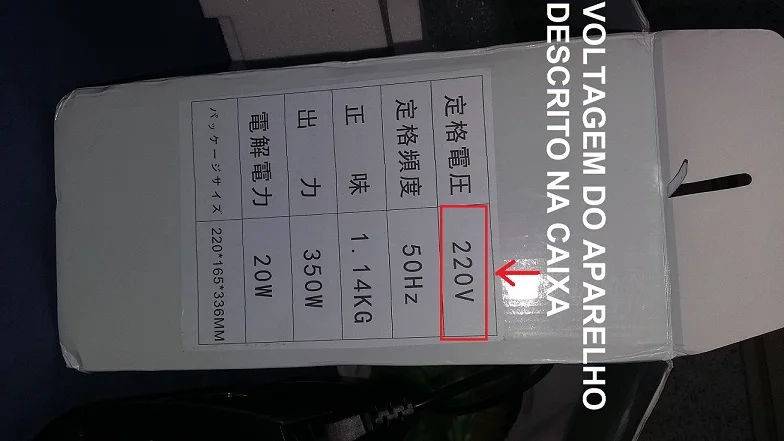 VOLTAGEM DO APARELHO
DESCRITO NA CAIXA
定格電圧 220V
定格頻度 50Hz
正味 1.14KG
出力 350W
電解電力 20W
パッケージサイズ 220*165*336MM